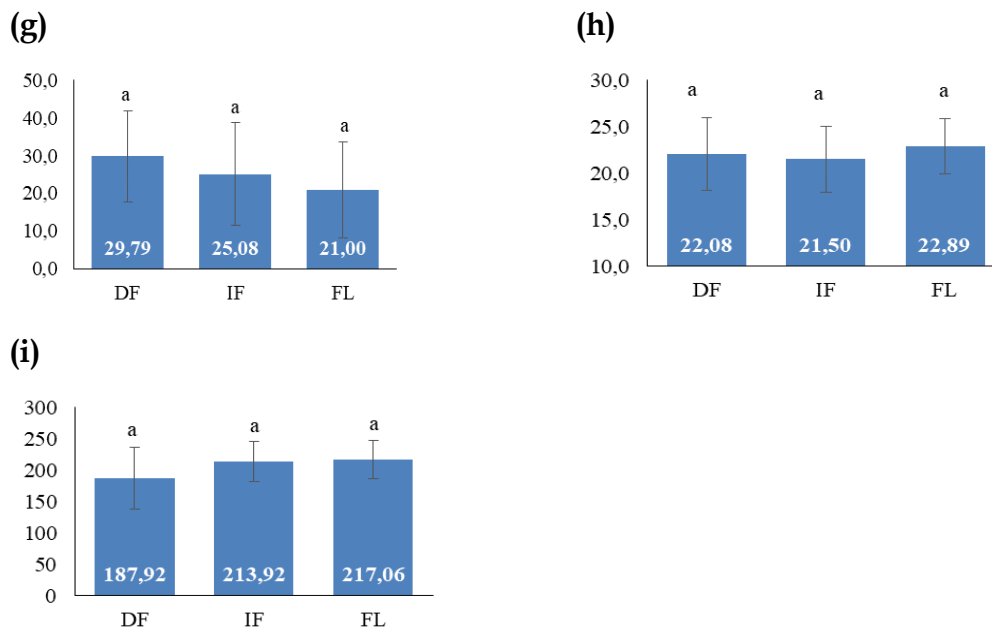 (g)
50,0
40,0
30,0
20,0
10,0
0,0
a
a
a
29,79
25,08
21,00
DF IF FL
(h)
30,0
25,0
20,0
15,0
10,0
a
a
a
22,08
21,50
22,89
DF IF FL
(i)
300
250
200
150
100
50
0
a
a
a
187,92
213,92
217,06
DF IF FL